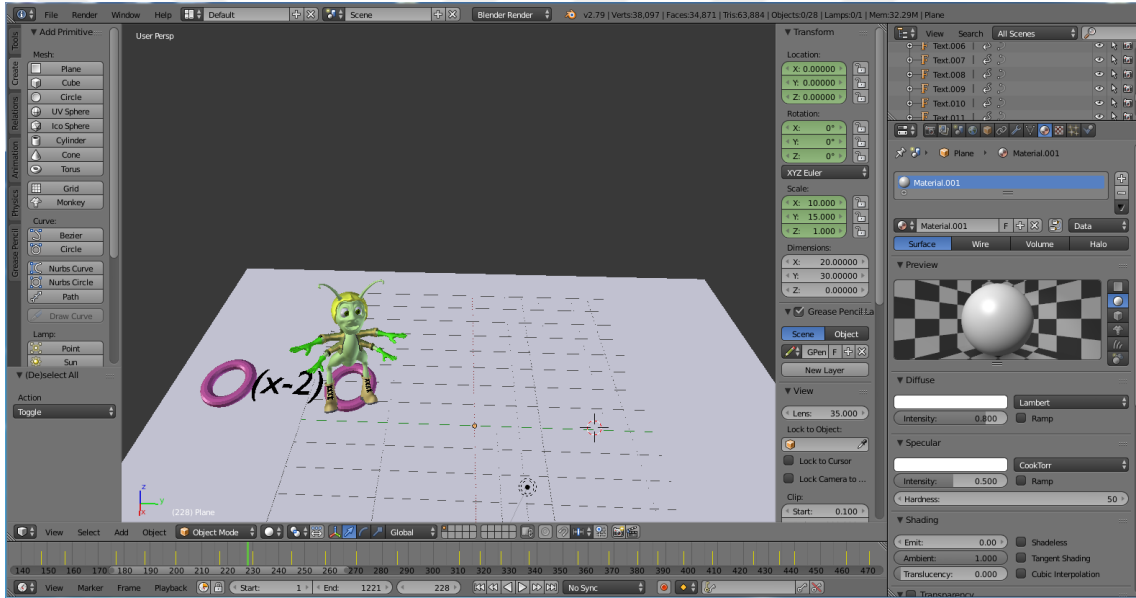 File Render Window Help Default Scene Blender Render v2.79 | Verts:38,097 | Faces:34,871 | Tris:63,884 | Objects:0/28 | Lamps:0/1 | Mem:32.29M | Plane
Tools
Create
Relations
Animation
Physics
Grease Pencil
Add Primitive
Mesh:
Plane
Cube
Circle
UV Sphere
Ico Sphere
Cylinder
Cone
Torus
Grid
Monkey
Curve:
Bezier
Circle
Nurbs Curve
Nurbs Circle
Path
Draw Curve
Lamp:
Point
Sun
(De)select All
Action
Toggle
User Persp
(x-2)
z
y
x
(228) Plane
Transform
Location:
X: 0.00000
Y: 0.00000
Z: 0.00000
Rotation:
X: 0°
Y: 0°
Z: 0°
XYZ Euler
Scale:
X: 10.000
Y: 15.000
Z: 1.000
Dimensions:
X: 20.00000
Y: 30.00000
Z: 0.00000
Grease Pencil La
Scene Object
GPen F
New Layer
View
Lens: 35.000
Lock to Object:
Lock to Cursor
Lock Camera to ...
Clip:
Start: 0.100
View Search All Scenes
Text.006
Text.007
Text.008
Text.009
Text.010
Text.011
Plane Material.001
Material.001
Material.001 F Data
Surface Wire Volume Halo
Preview
Diffuse
Lambert
Intensity: 0.800 Ramp
Specular
CookTorr
Intensity: 0.500 Ramp
Hardness: 50
Shading
Emit: 0.00 Shadeless
Ambient: 1.000 Tangent Shading
Translucency: 0.000 Cubic Interpolation
Transparency
View Select Add Object Object Mode Global
140 150 160 170 180 190 200 210 220 230 240 250 260 270 280 290 300 310 320 330 340 350 360 370 380 390 400 410 420 430 440 450 460 470
View Marker Frame Playback Start: 1 End: 1221 228 No Sync